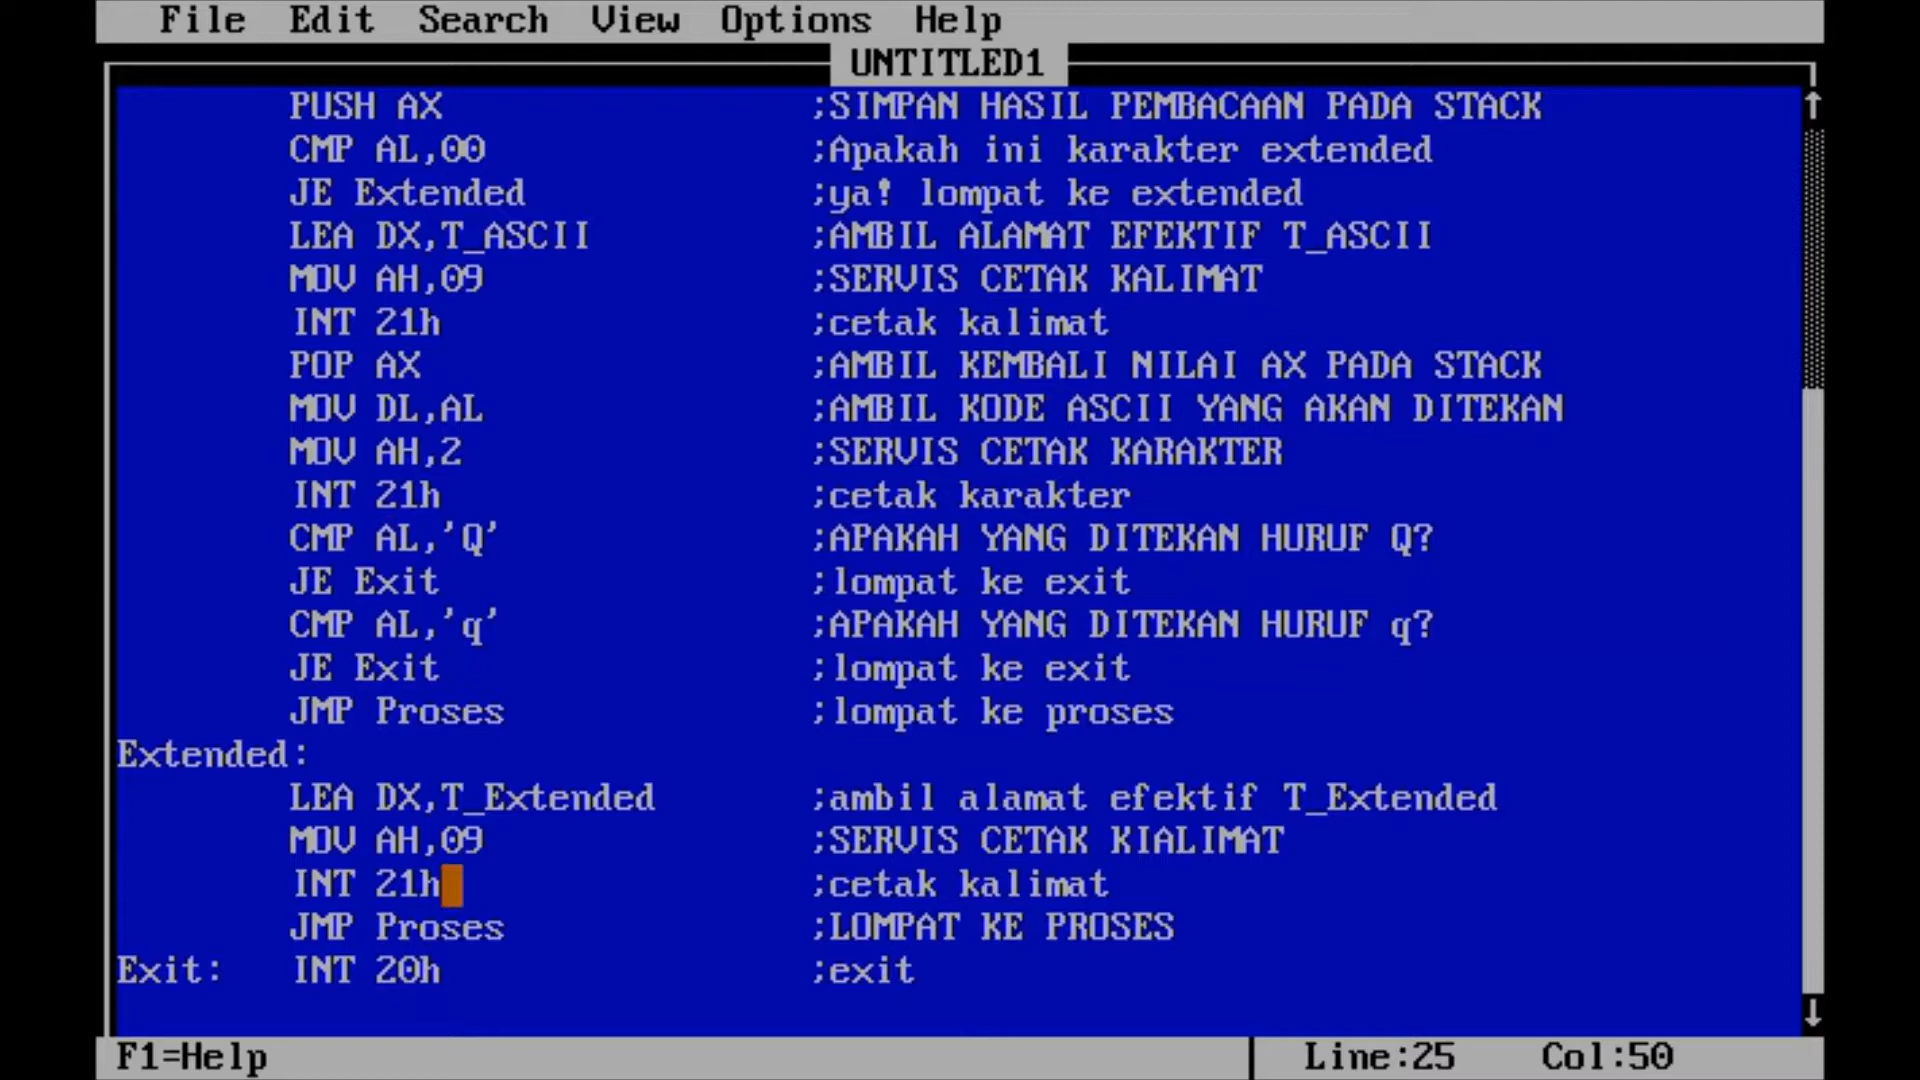 File Edit Search View Options Help
UNTITLED1
PUSH AX ;SIMPAN HASIL PEMBACAAN PADA STACK
CMP AL,00 ;Apakah ini karakter extended
JE Extended ;ya! lompat ke extended
LEA DX,T_ASCII ;AMBIL ALAMAT EFEKTIF T_ASCII
MOV AH,09 ;SERVIS CETAK KALIMAT
INT 21h ;cetak kalimat
POP AX ;AMBIL KEMBALI NILAI AX PADA STACK
MOV DL,AL ;AMBIL KODE ASCII YANG AKAN DITEKAN
MOV AH,2 ;SERVIS CETAK KARAKTER
INT 21h ;cetak karakter
CMP AL,'Q' ;APAKAH YANG DITEKAN HURUF Q?
JE Exit ;lompat ke exit
CMP AL,'q' ;APAKAH YANG DITEKAN HURUF q?
JE Exit ;lompat ke exit
JMP Proses ;lompat ke proses
Extended:
LEA DX,T_Extended ;ambil alamat efektif T_Extended
MOV AH,09 ;SERVIS CETAK KIALIMAT
INT 21h ;cetak kalimat
JMP Proses ;LOMPAT KE PROSES
Exit: INT 20h ;exit
F1=Help Line:25 Col:50